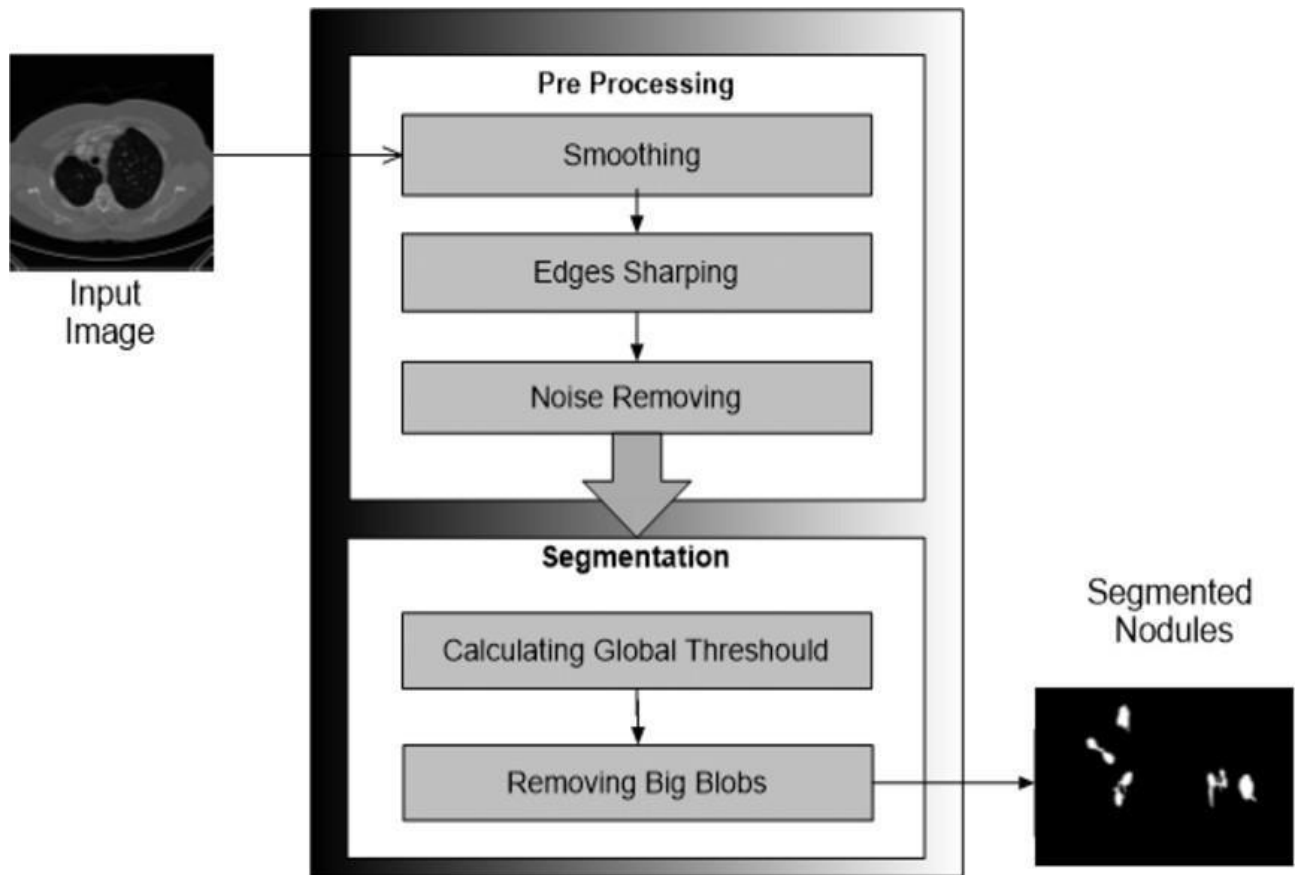 Pre Processing
Smoothing
Edges Sharping
Noise Removing
Input
Image
Segmentation
Calculating Global Threshould
Removing Big Blobs
Segmented
Nodules